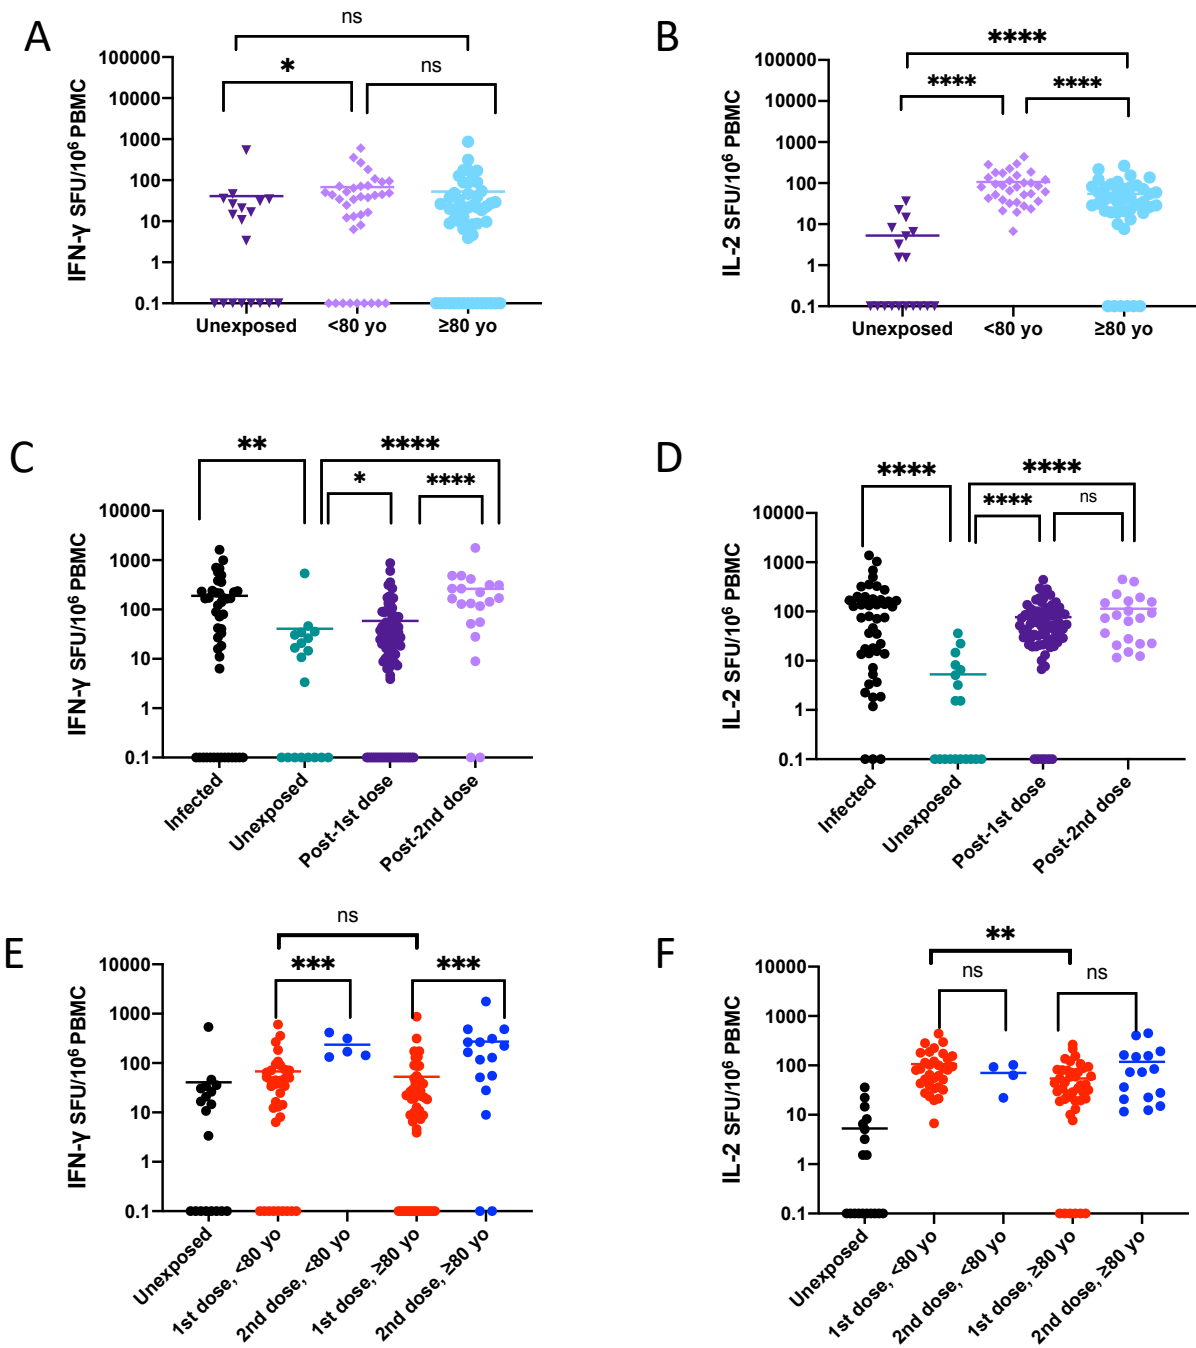 A
ns
*
ns
IFN-γ SFU/10⁶ PBMC
100000
10000
1000
100
10
1
0.1
Unexposed
<80 yo
≥80 yo
B
****
****
****
IL-2 SFU/10⁶ PBMC
100000
10000
1000
100
10
1
0.1
Unexposed
<80 yo
≥80 yo
C
**
****
*
****
IFN-γ SFU/10⁶ PBMC
10000
1000
100
10
1
0.1
Infected
Unexposed
Post-1st dose
Post-2nd dose
D
****
****
****
ns
IL-2 SFU/10⁶ PBMC
10000
1000
100
10
1
0.1
Infected
Unexposed
Post-1st dose
Post-2nd dose
E
ns
***
***
IFN-γ SFU/10⁶ PBMC
10000
1000
100
10
1
0.1
Unexposed
1st dose, <80 yo
2nd dose, <80 yo
1st dose, ≥80 yo
2nd dose, ≥80 yo
F
**
ns
ns
IL-2 SFU/10⁶ PBMC
10000
1000
100
10
1
0.1
Unexposed
1st dose, <80 yo
2nd dose, <80 yo
1st dose, ≥80 yo
2nd dose, ≥80 yo